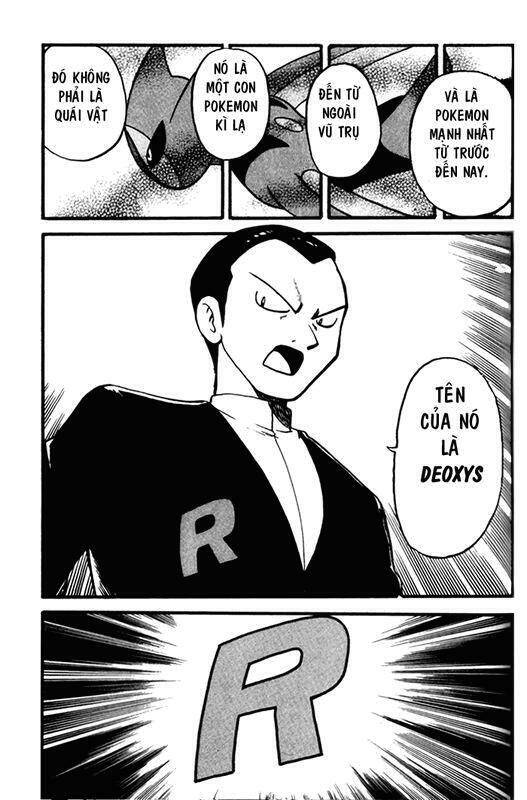 ĐÓ KHÔNG
PHẢI LÀ
QUÁI VẬT
NÓ LÀ
MỘT CON
POKEMON
KÌ LẠ
ĐẾN TỪ
NGOÀI
VŨ TRỤ
VÀ LÀ
POKEMON
MẠNH NHẤT
TỪ TRƯỚC
ĐẾN NAY.
TÊN
CỦA NÓ
LÀ
DEOXYS
R
R